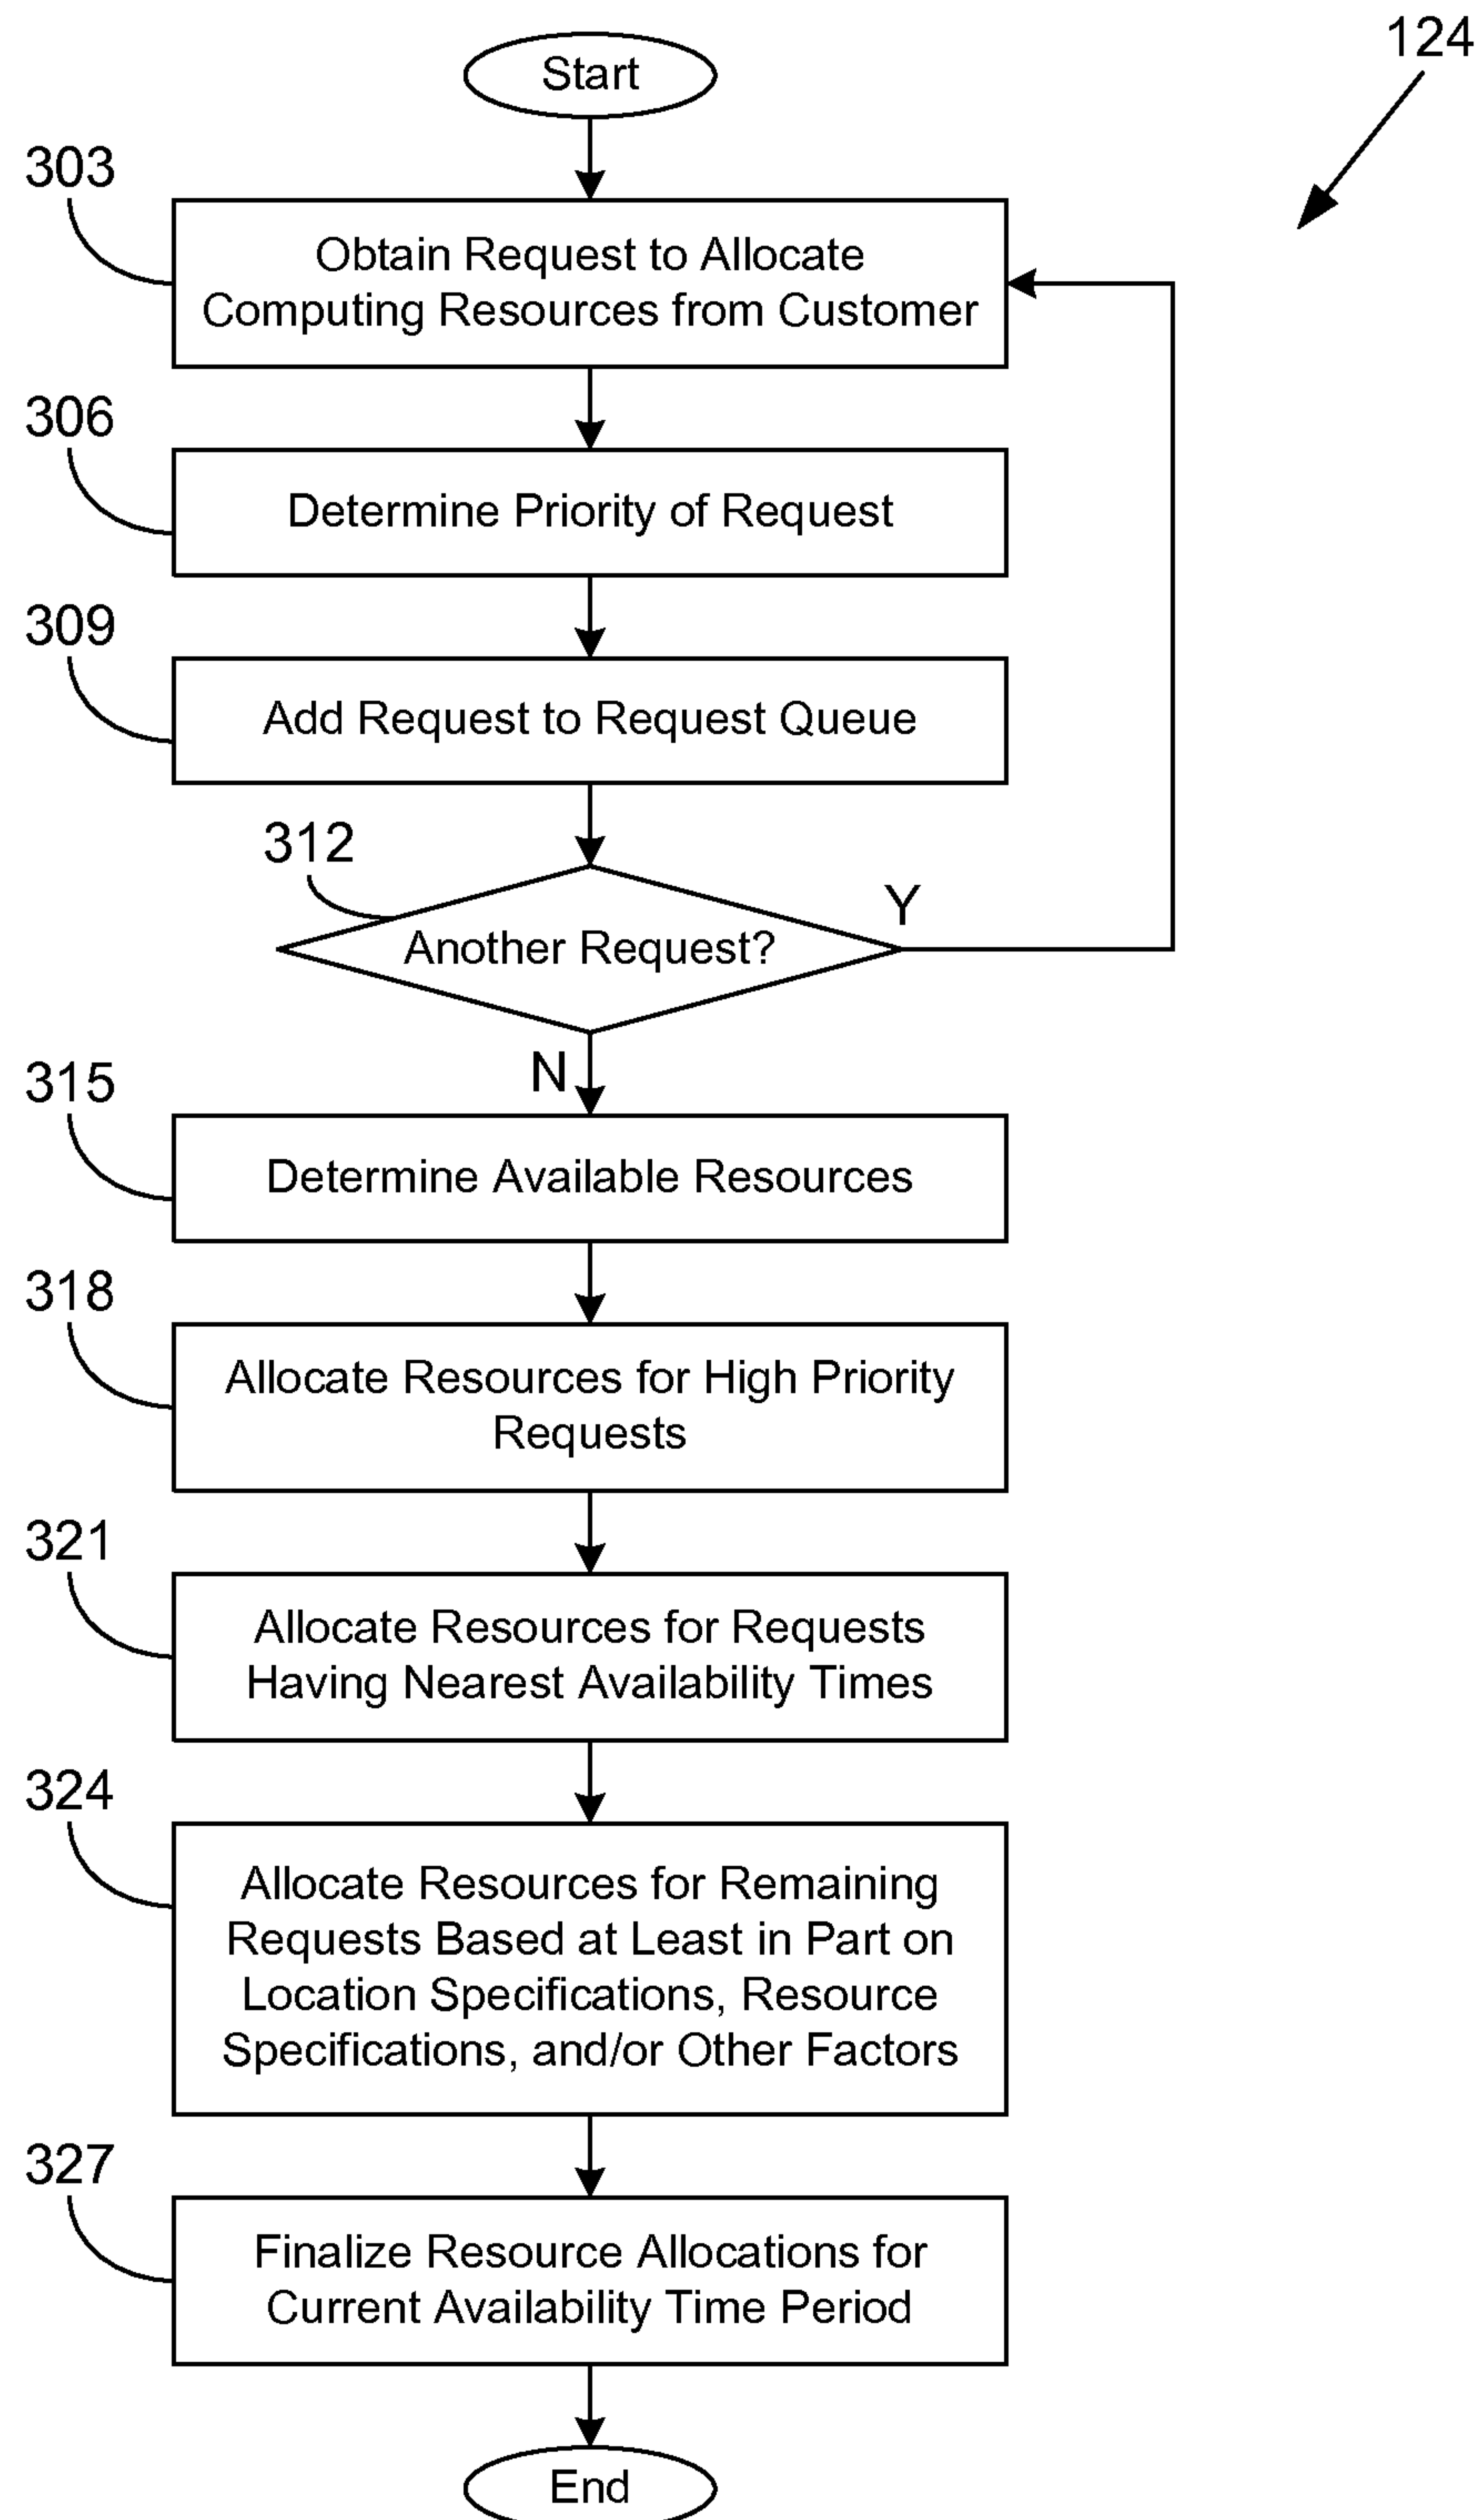 124
Start
303
Obtain Request to Allocate
Computing Resources from Customer
306
Determine Priority of Request
309
Add Request to Request Queue
312
Another Request?
Y
N
315
Determine Available Resources
318
Allocate Resources for High Priority
Requests
321
Allocate Resources for Requests
Having Nearest Availability Times
324
Allocate Resources for Remaining
Requests Based at Least in Part on
Location Specifications, Resource
Specifications, and/or Other Factors
327
Finalize Resource Allocations for
Current Availability Time Period
End